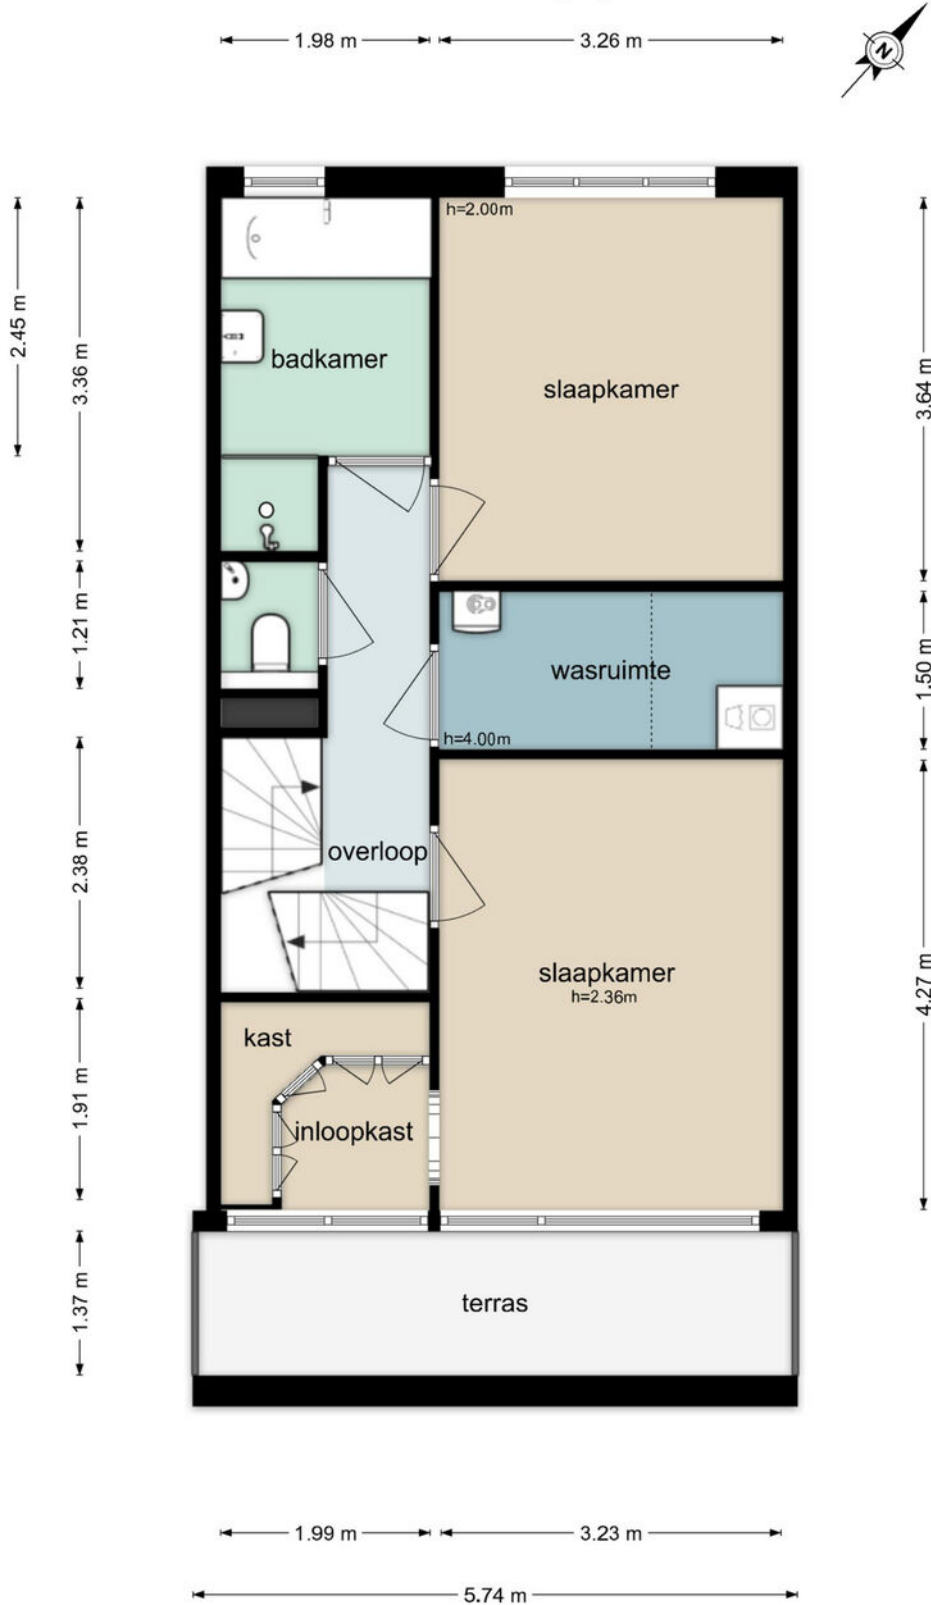 1.98 m
3.26 m
N
h=2.00m
2.45 m
3.36 m
badkamer
slaapkamer
3.64 m
1.21 m
wasruimte
1.50 m
h=4.00m
2.38 m
overloop
slaapkamer
h=2.36m
4.27 m
kast
1.91 m
inloopkast
1.37 m
terras
1.99 m
3.23 m
5.74 m